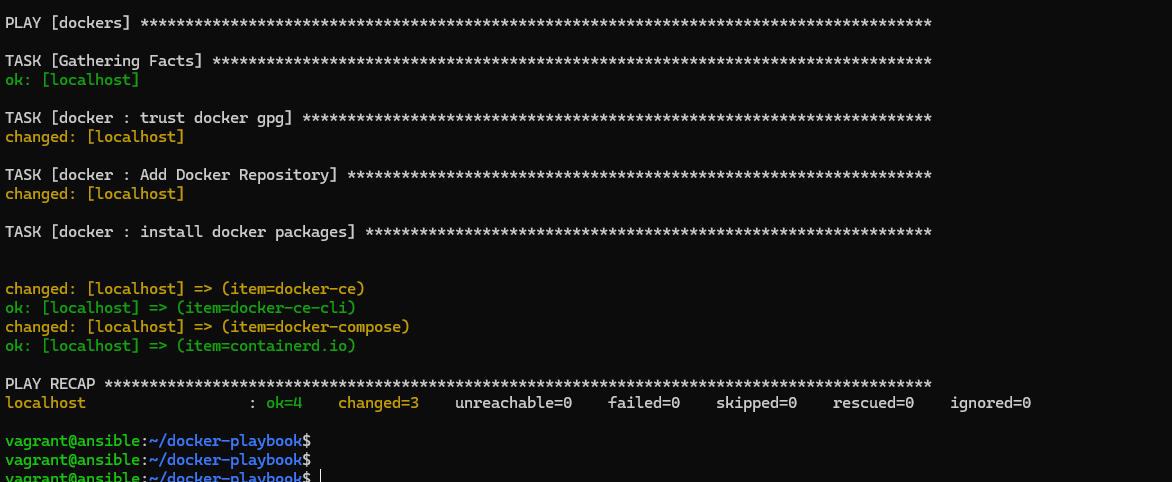 PLAY [dockers] ****************************************************************************************
TASK [Gathering Facts] ********************************************************************************
ok: [localhost]
TASK [docker : trust docker gpg] **********************************************************************
changed: [localhost]
TASK [docker : Add Docker Repository] *****************************************************************
changed: [localhost]
TASK [docker : install docker packages] ***************************************************************
changed: [localhost] => (item=docker-ce)
ok: [localhost] => (item=docker-ce-cli)
changed: [localhost] => (item=docker-compose)
ok: [localhost] => (item=containerd.io)
PLAY RECAP ********************************************************************************************
localhost                  : ok=4    changed=3    unreachable=0    failed=0    skipped=0    rescued=0    ignored=0
vagrant@ansible:~/docker-playbook$
vagrant@ansible:~/docker-playbook$
vagrant@ansible:~/docker-playbook$